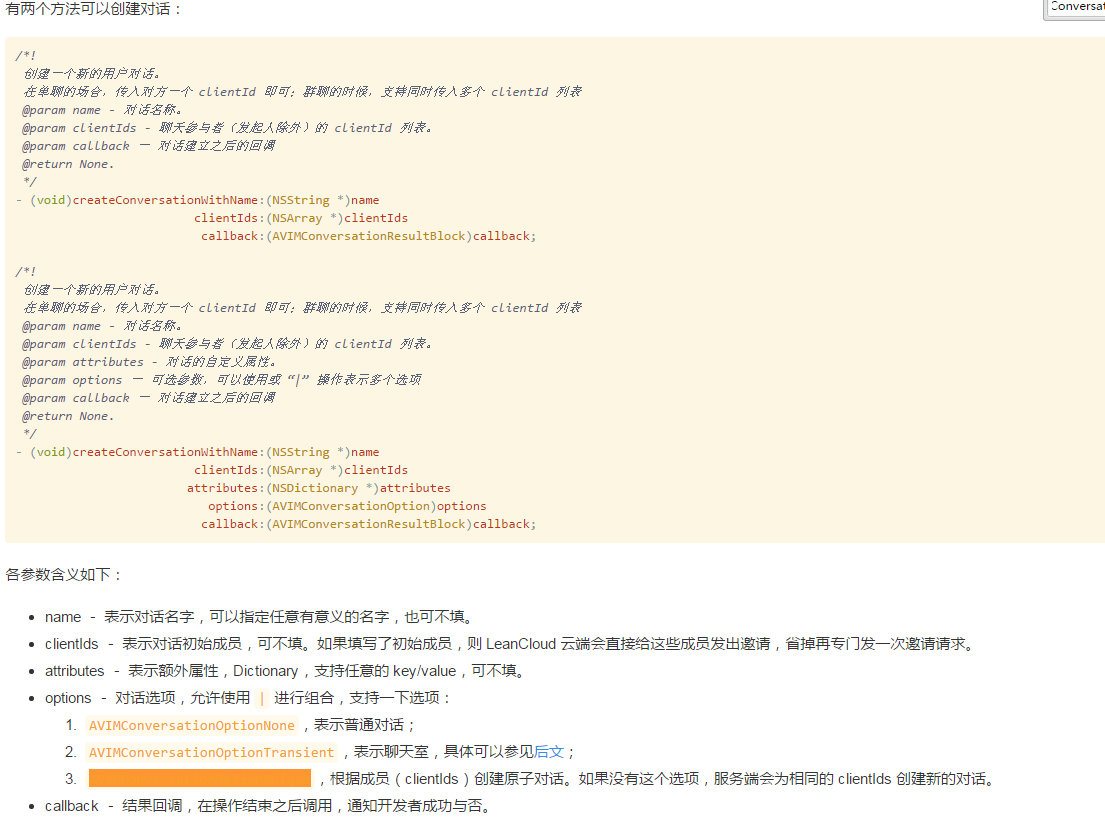 有两个方法可以创建对话：
Conversat
/*!
创建一个新的用户对话。
在单聊的场合，传入对方一个 clientId 即可；群聊的时候，支持同时传入多个 clientId 列表
@param name - 对话名称。
@param clientIds - 聊天参与者（发起人除外）的 clientId 列表。
@param callback － 对话建立之后的回调
@return None.
*/
- (void)createConversationWithName:(NSString *)name
clientIds:(NSArray *)clientIds
callback:(AVIMConversationResultBlock)callback;
/*!
创建一个新的用户对话。
在单聊的场合，传入对方一个 clientId 即可；群聊的时候，支持同时传入多个 clientId 列表
@param name - 对话名称。
@param clientIds - 聊天参与者（发起人除外）的 clientId 列表。
@param attributes - 对话的自定义属性。
@param options － 可选参数，可以使用或 “|” 操作表示多个选项
@param callback － 对话建立之后的回调
@return None.
*/
- (void)createConversationWithName:(NSString *)name
clientIds:(NSArray *)clientIds
attributes:(NSDictionary *)attributes
options:(AVIMConversationOption)options
callback:(AVIMConversationResultBlock)callback;
各参数含义如下：
• name - 表示对话名字，可以指定任意有意义的名字，也可不填。
• clientIds - 表示对话初始成员，可不填。如果填写了初始成员，则 LeanCloud 云端会直接给这些成员发出邀请，省掉再专门发一次邀请请求。
• attributes - 表示额外属性，Dictionary，支持任意的 key/value，可不填。
• options - 对话选项，允许使用 | 进行组合，支持一下选项：
1. AVIMConversationOptionNone ，表示普通对话；
2. AVIMConversationOptionTransient ，表示聊天室，具体可以参见后文；
3. ，根据成员（clientIds）创建原子对话。如果没有这个选项，服务端会为相同的 clientIds 创建新的对话。
• callback - 结果回调，在操作结束之后调用，通知开发者成功与否。